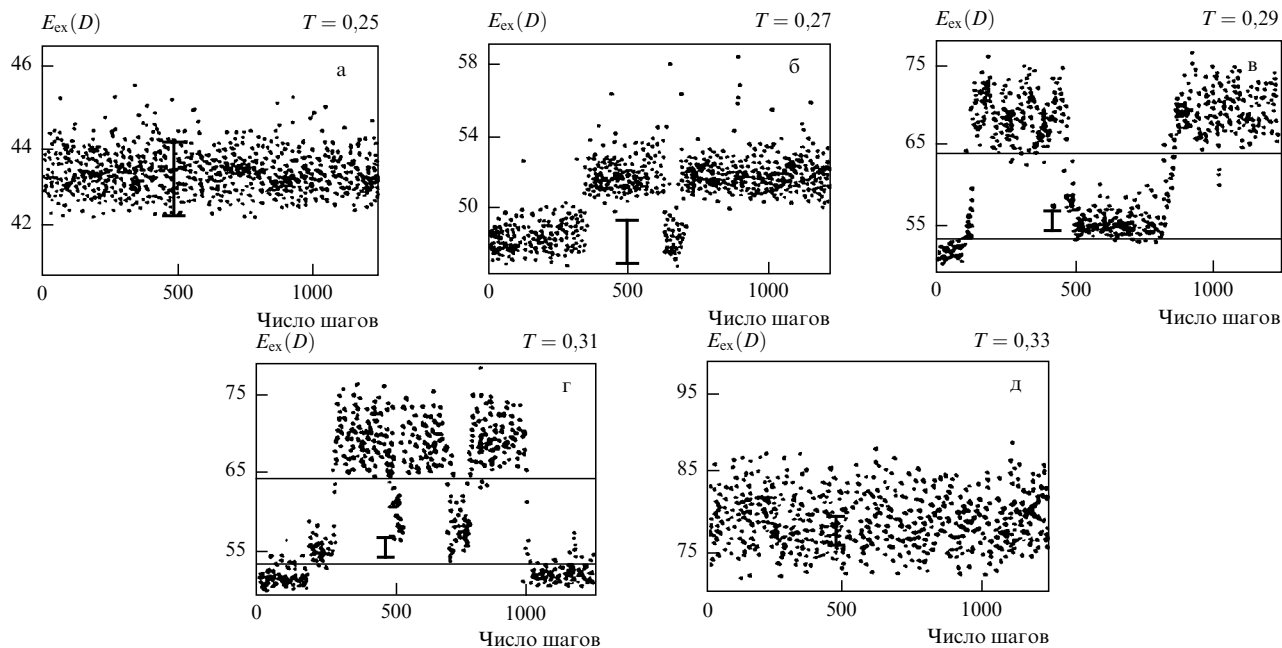 E_ex(D) T = 0,25
46
44
42
а
0 500 1000
Число шагов
E_ex(D) T = 0,27
58
54
50
б
0 500 1000
Число шагов
E_ex(D) T = 0,29
75
65
55
в
0 500 1000
Число шагов
E_ex(D) T = 0,31
75
65
55
г
0 500 1000
Число шагов
E_ex(D) T = 0,33
95
85
75
д
0 500 1000
Число шагов